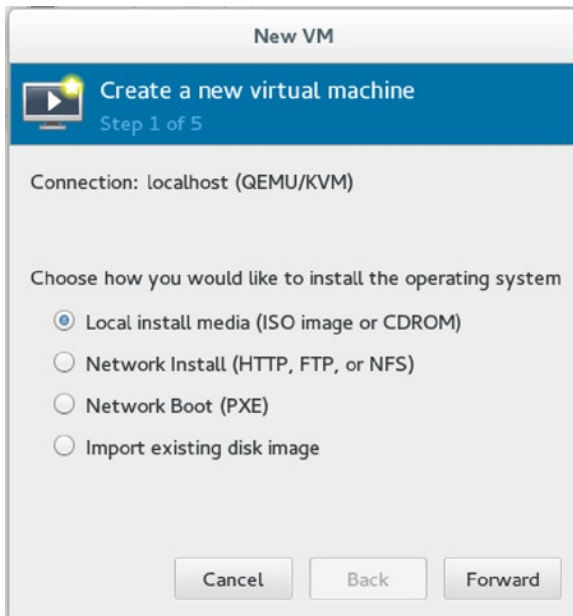 New VM
Create a new virtual machine
Step 1 of 5
Connection: localhost (QEMU/KVM)
Choose how you would like to install the operating system
Local install media (ISO image or CDROM)
Network Install (HTTP, FTP, or NFS)
Network Boot (PXE)
Import existing disk image
Cancel
Back
Forward